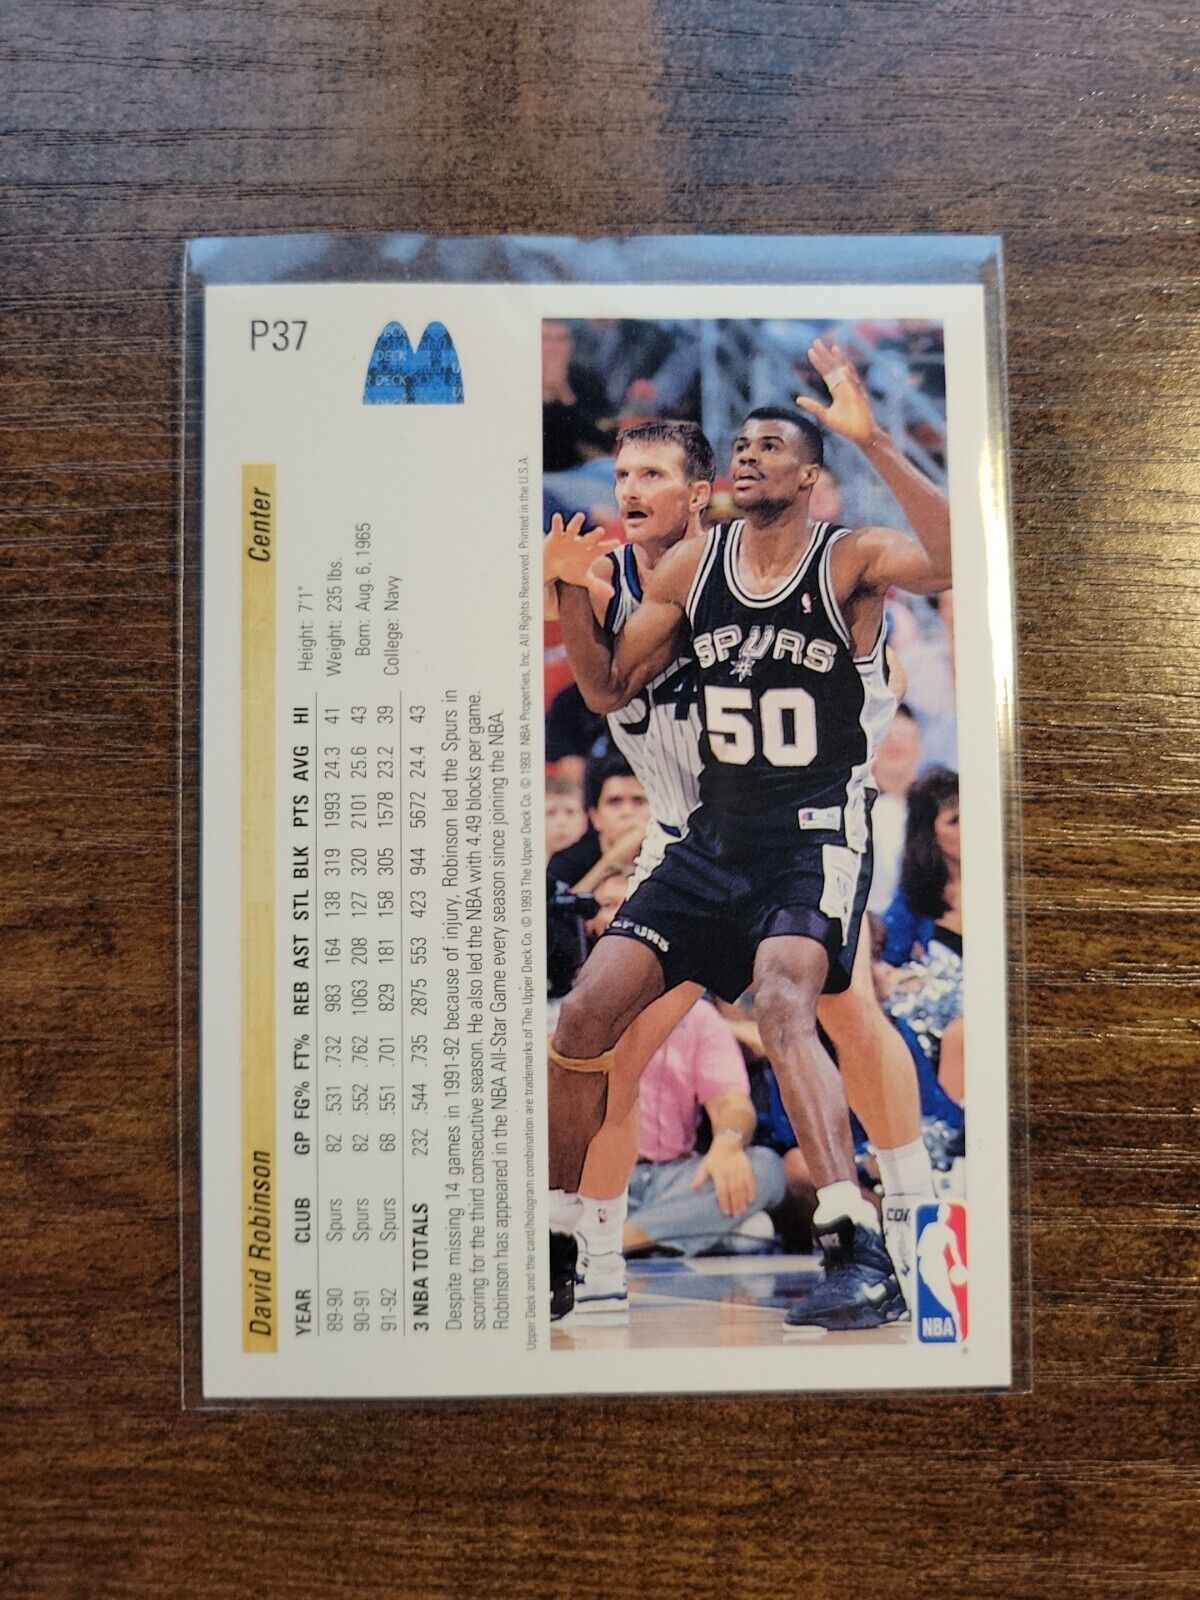 P37
DECK
DECK
David Robinson Center
Height: 7'1"
Weight: 235 lbs.
Born: Aug. 6, 1965
College: Navy
YEAR CLUB GP FG% FT% REB AST STL BLK PTS AVG HI
89-90 Spurs 82 .531 .732 983 164 138 319 1993 24.3 41
90-91 Spurs 82 .552 .762 1063 208 127 320 2101 25.6 43
91-92 Spurs 68 .551 .701 829 181 158 305 1578 23.2 39
3 NBA TOTALS 232 .544 .735 2875 553 423 944 5672 24.4 43
Despite missing 14 games in 1991-92 because of injury, Robinson led the Spurs in
scoring for the third consecutive season. He also led the NBA with 4.49 blocks per game.
Robinson has appeared in the NBA All-Star Game every season since joining the NBA.
Upper Deck and the card/hologram combination are trademarks of The Upper Deck Co. © 1993 The Upper Deck Co. © 1993 NBA Properties, Inc. All Rights Reserved. Printed in the U.S.A.
SPURS
50
SPURS
NBA